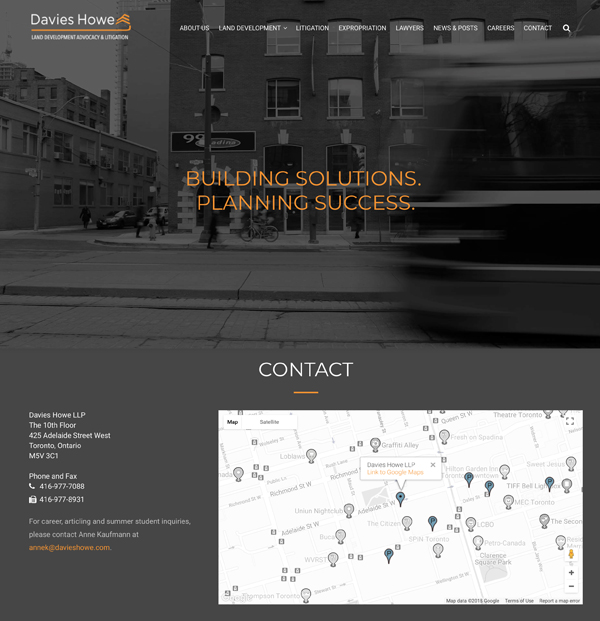 Davies Howe
LAND DEVELOPMENT ADVOCACY & LITIGATION
ABOUT US LAND DEVELOPMENT LITIGATION EXPROPRIATION LAWYERS NEWS & POSTS CAREERS CONTACT
BUILDING SOLUTIONS.
PLANNING SUCCESS.
CONTACT
Davies Howe LLP
The 10th Floor
425 Adelaide Street West
Toronto, Ontario
M5V 3C1
Phone and Fax
416-977-7088
416-977-8931
For career, articling and summer student inquiries,
please contact Anne Kaufmann at
annek@davieshowe.com.
Map Satellite
Theatre Toronto
Fresh on Spadina
Graffiti Alley
Loblaws
Davies Howe LLP
Link to Google Maps
Hilton Garden Inn
Sweet Jesus
Richmond St W
Richmond St W
TIFF Bell Lightbox
MEC Toronto
Union Nightclub
Adelaide St W
The Citizen
LCBO
The Second
SPiN Toronto
Petro-Canada
NVRST
Clarence
Square Park
Wellington St W
Thompson Toronto
Map data ©2016 Google Terms of Use Report a map error